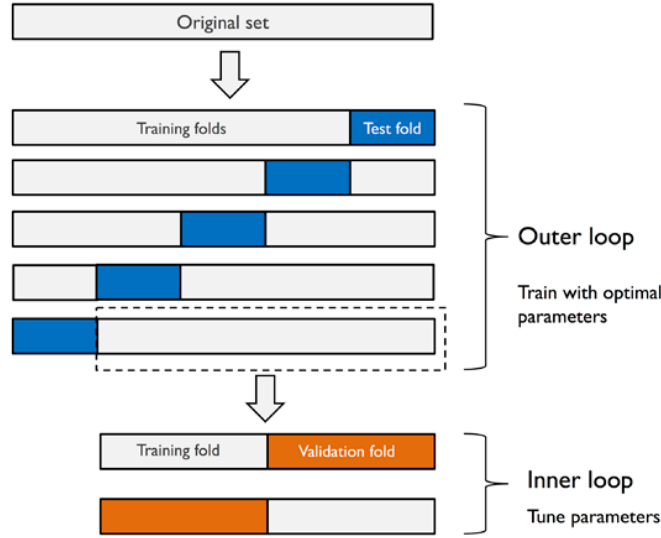 Original set
Training folds
Test fold
Outer loop
Train with optimal
parameters
Training fold
Validation fold
Inner loop
Tune parameters